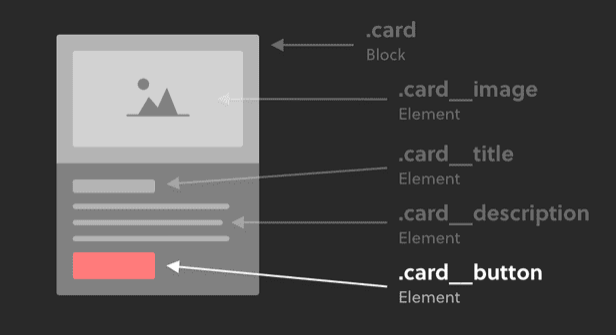 .card
Block
.card__image
Element
.card__title
Element
.card__description
Element
.card__button
Element